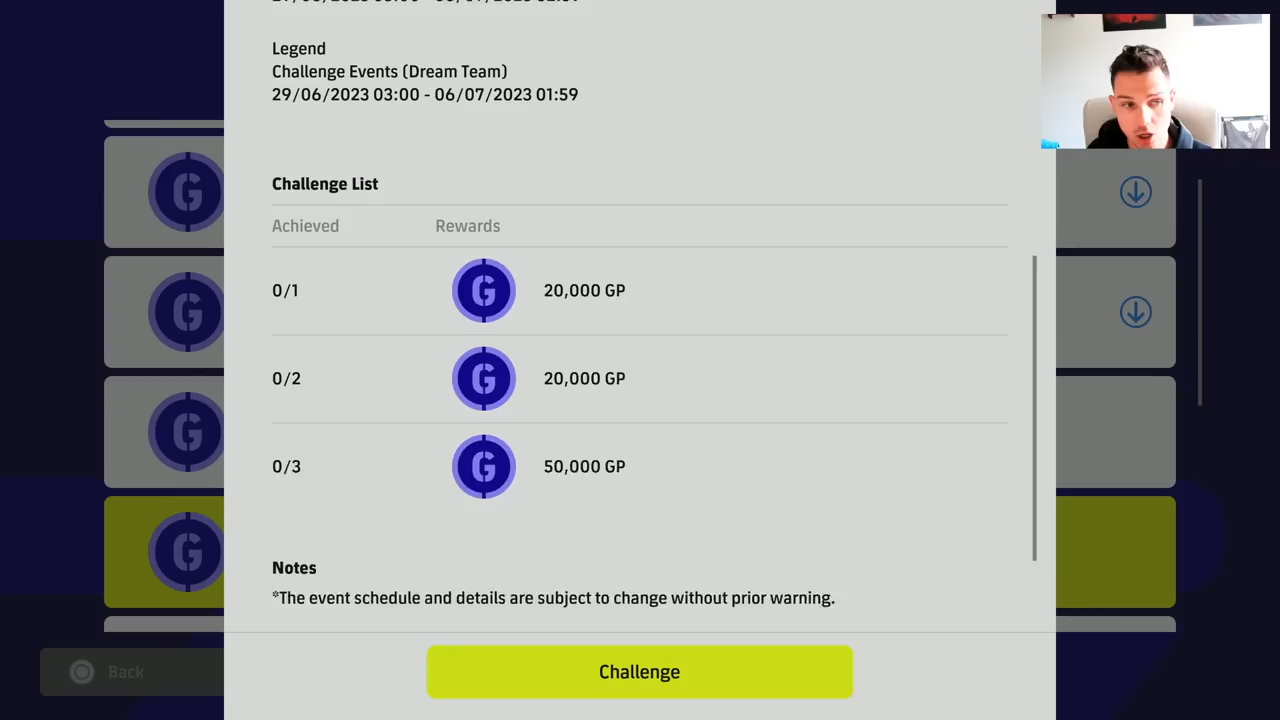 Legend
Challenge Events (Dream Team)
29/06/2023 03:00 - 06/07/2023 01:59
Challenge List
Achieved Rewards
0/1 G 20,000 GP
0/2 G 20,000 GP
0/3 G 50,000 GP
G
G
G
G
Notes
*The event schedule and details are subject to change without prior warning.
Back
Challenge